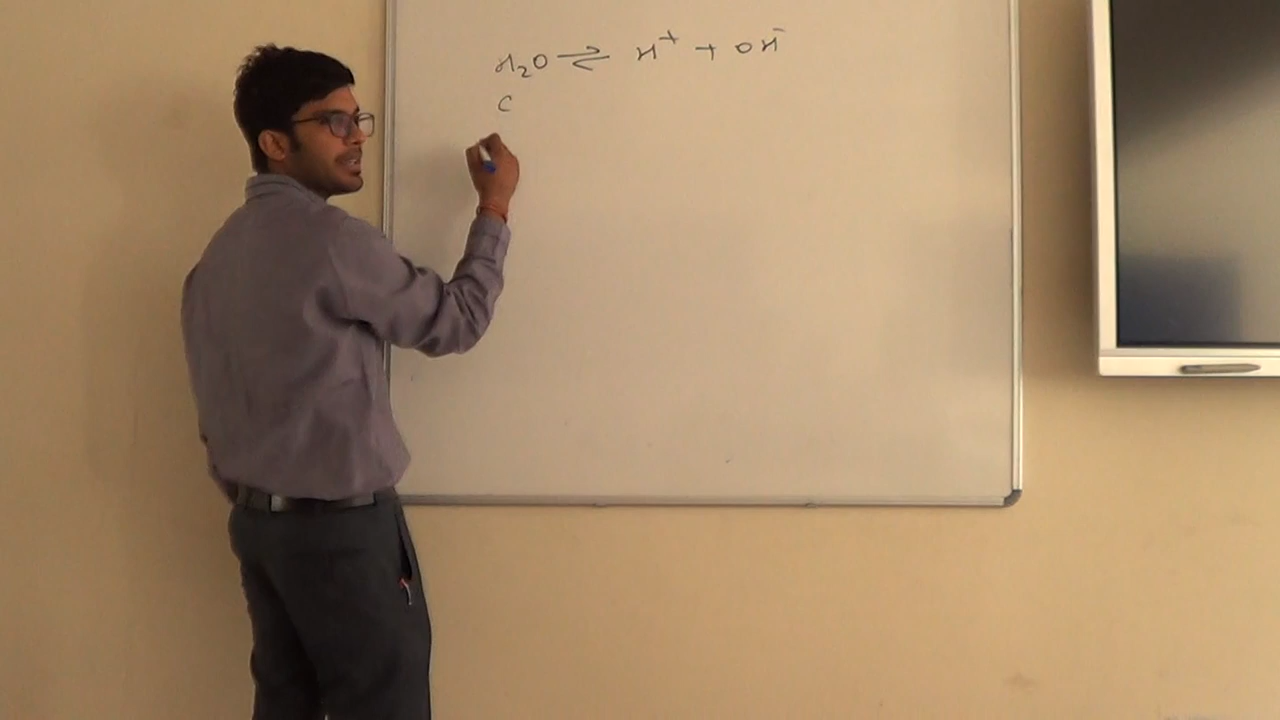 H₂O ⇌ H⁺ + OH⁻
C